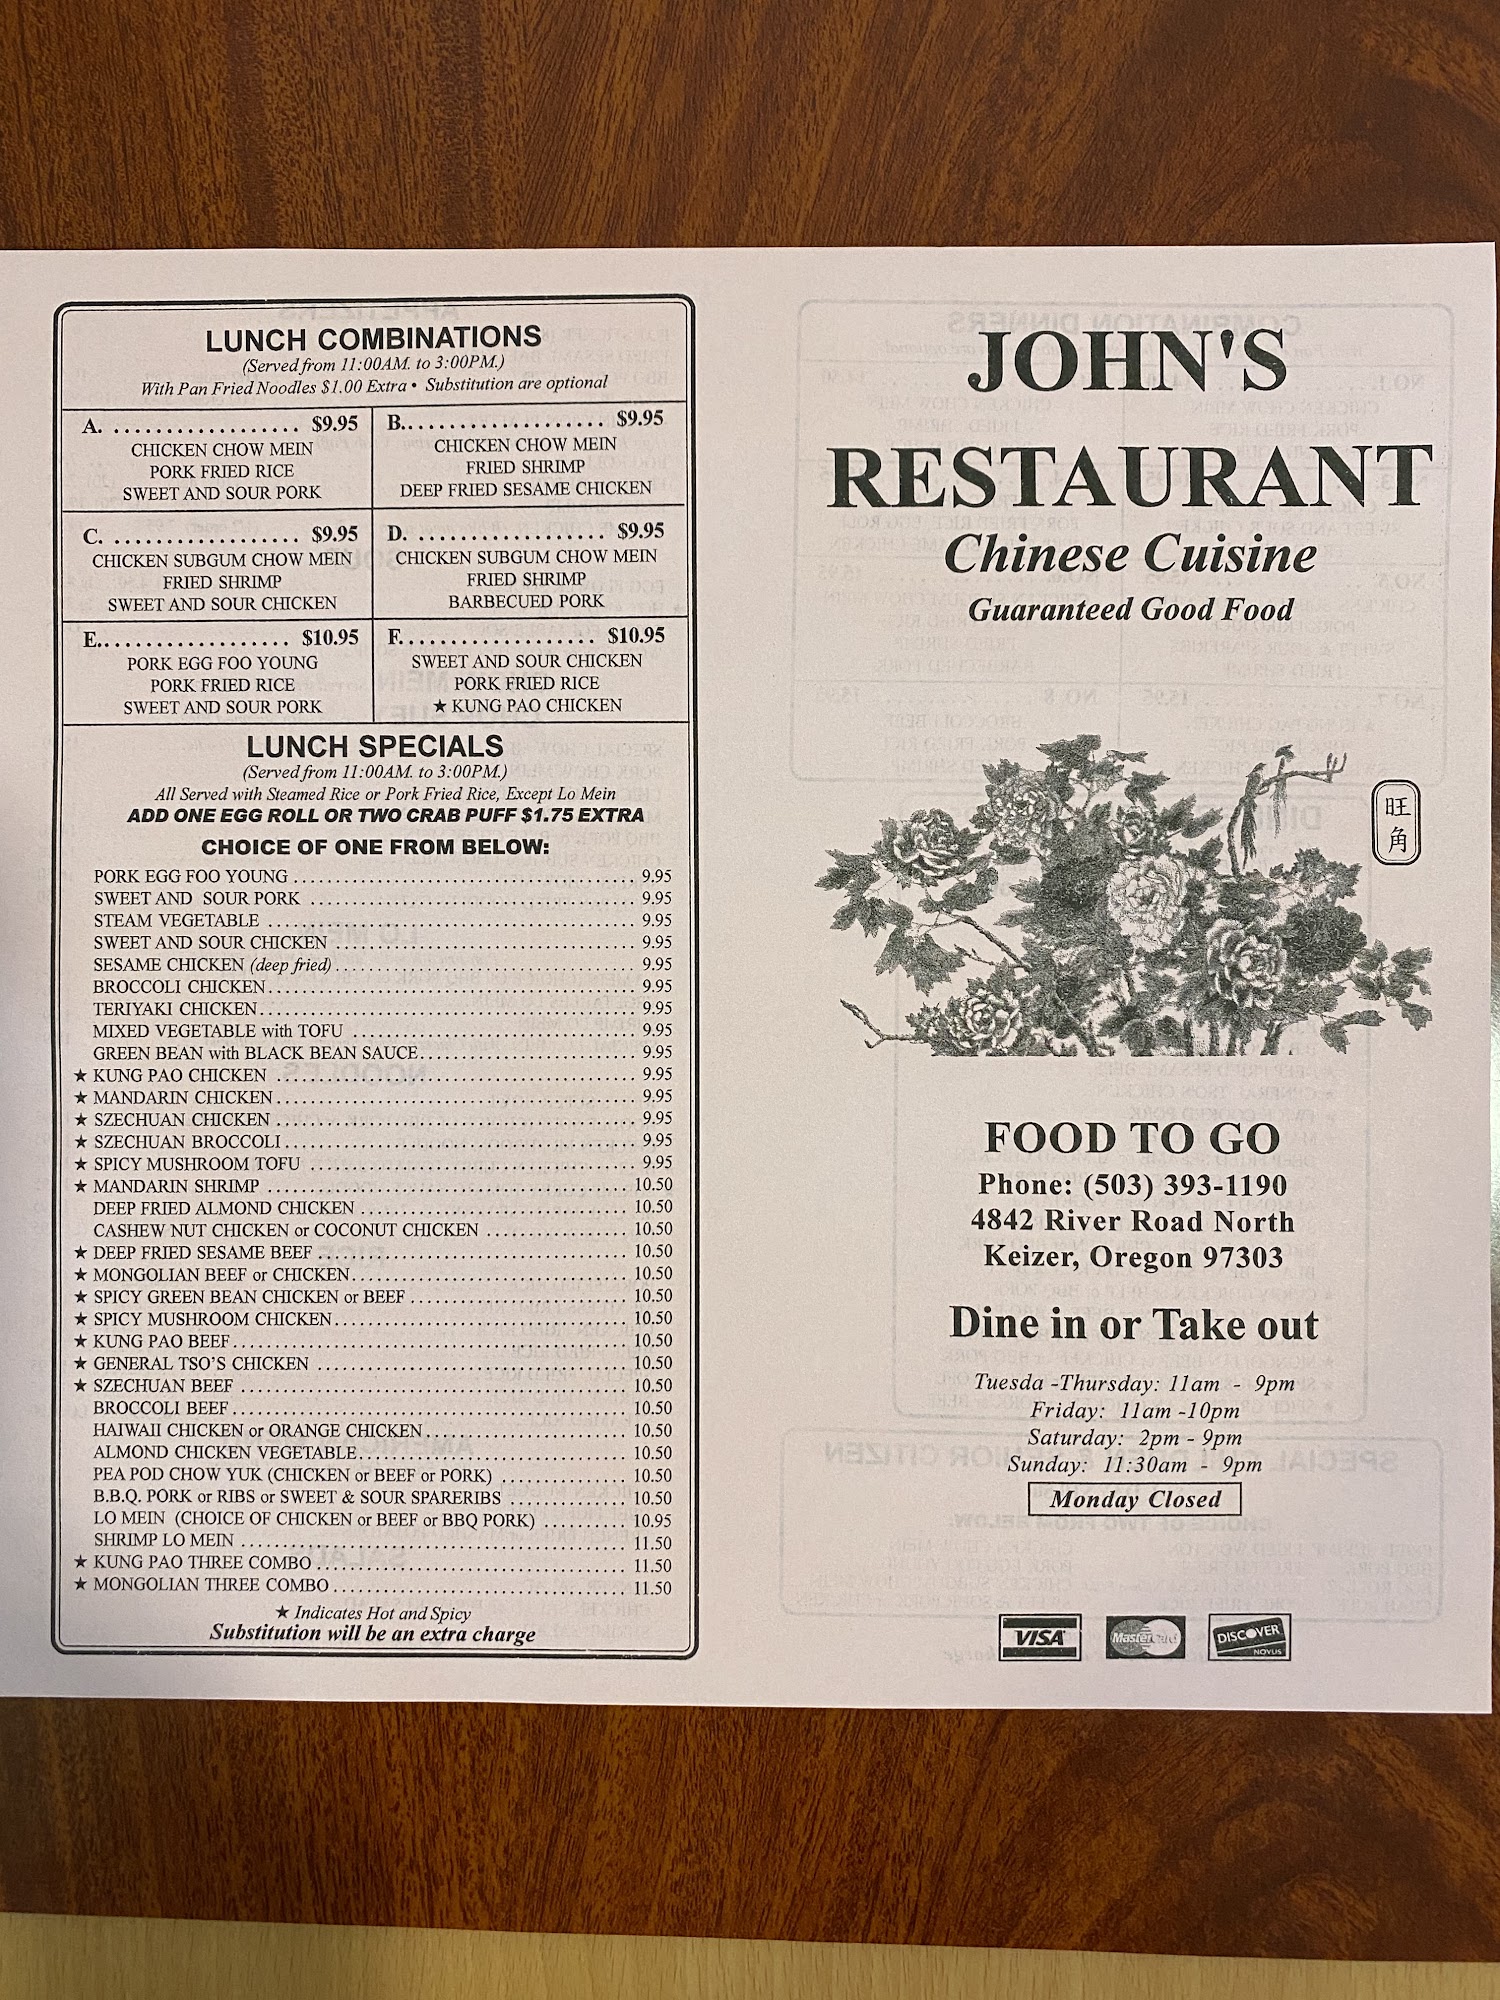 LUNCH COMBINATIONS
(Served from 11:00AM. to 3:00PM.)
With Pan Fried Noodles $1.00 Extra • Substitution are optional
A. .................. $9.95
CHICKEN CHOW MEIN
PORK FRIED RICE
SWEET AND SOUR PORK
B................... $9.95
CHICKEN CHOW MEIN
FRIED SHRIMP
DEEP FRIED SESAME CHICKEN
C. .................. $9.95
CHICKEN SUBGUM CHOW MEIN
FRIED SHRIMP
SWEET AND SOUR CHICKEN
D. .................. $9.95
CHICKEN SUBGUM CHOW MEIN
FRIED SHRIMP
BARBECUED PORK
E................... $10.95
PORK EGG FOO YOUNG
PORK FRIED RICE
SWEET AND SOUR PORK
F................... $10.95
SWEET AND SOUR CHICKEN
PORK FRIED RICE
★ KUNG PAO CHICKEN
LUNCH SPECIALS
(Served from 11:00AM. to 3:00PM.)
All Served with Steamed Rice or Pork Fried Rice, Except Lo Mein
ADD ONE EGG ROLL OR TWO CRAB PUFF $1.75 EXTRA
CHOICE OF ONE FROM BELOW:
PORK EGG FOO YOUNG ........ 9.95
SWEET AND SOUR PORK ........ 9.95
STEAM VEGETABLE ........ 9.95
SWEET AND SOUR CHICKEN ........ 9.95
SESAME CHICKEN (deep fried) ........ 9.95
BROCCOLI CHICKEN ........ 9.95
TERIYAKI CHICKEN ........ 9.95
MIXED VEGETABLE with TOFU ........ 9.95
GREEN BEAN with BLACK BEAN SAUCE ........ 9.95
★ KUNG PAO CHICKEN ........ 9.95
★ MANDARIN CHICKEN ........ 9.95
★ SZECHUAN CHICKEN ........ 9.95
★ SZECHUAN BROCCOLI ........ 9.95
★ SPICY MUSHROOM TOFU ........ 9.95
★ MANDARIN SHRIMP ........ 10.50
DEEP FRIED ALMOND CHICKEN ........ 10.50
CASHEW NUT CHICKEN or COCONUT CHICKEN ........ 10.50
★ DEEP FRIED SESAME BEEF ........ 10.50
★ MONGOLIAN BEEF or CHICKEN ........ 10.50
★ SPICY GREEN BEAN CHICKEN or BEEF ........ 10.50
★ SPICY MUSHROOM CHICKEN ........ 10.50
★ KUNG PAO BEEF ........ 10.50
★ GENERAL TSO'S CHICKEN ........ 10.50
★ SZECHUAN BEEF ........ 10.50
BROCCOLI BEEF ........ 10.50
HAIWAII CHICKEN or ORANGE CHICKEN ........ 10.50
ALMOND CHICKEN VEGETABLE ........ 10.50
PEA POD CHOW YUK (CHICKEN or BEEF or PORK) ........ 10.50
B.B.Q. PORK or RIBS or SWEET & SOUR SPARERIBS ........ 10.50
LO MEIN (CHOICE OF CHICKEN or BEEF or BBQ PORK) ........ 10.95
SHRIMP LO MEIN ........ 11.50
★ KUNG PAO THREE COMBO ........ 11.50
★ MONGOLIAN THREE COMBO ........ 11.50
★ Indicates Hot and Spicy
Substitution will be an extra charge
JOHN'S
RESTAURANT
Chinese Cuisine
Guaranteed Good Food
旺
角
FOOD TO GO
Phone: (503) 393-1190
4842 River Road North
Keizer, Oregon 97303
Dine in or Take out
Tuesda -Thursday: 11am - 9pm
Friday: 11am -10pm
Saturday: 2pm - 9pm
Sunday: 11:30am - 9pm
Monday Closed
VISA MasterCard DISCOVER
NOVUS